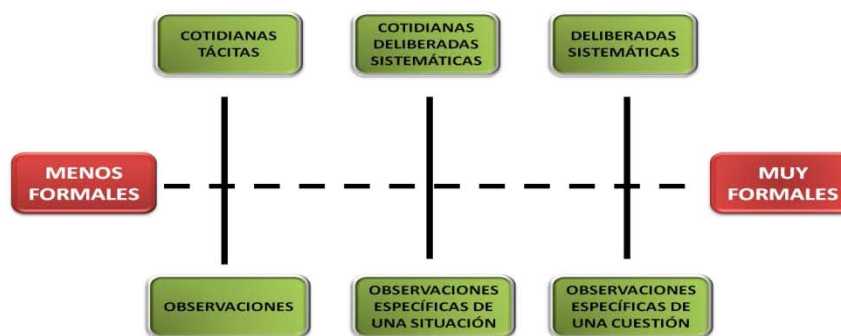 COTIDIANAS
TÁCITAS
COTIDIANAS
DELIBERADAS
SISTEMÁTICAS
DELIBERADAS
SISTEMÁTICAS
MENOS
FORMALES
MUY
FORMALES
OBSERVACIONES
OBSERVACIONES
ESPECÍFICAS DE
UNA SITUACIÓN
OBSERVACIONES
ESPECÍFICAS DE
UNA CUESTIÓN